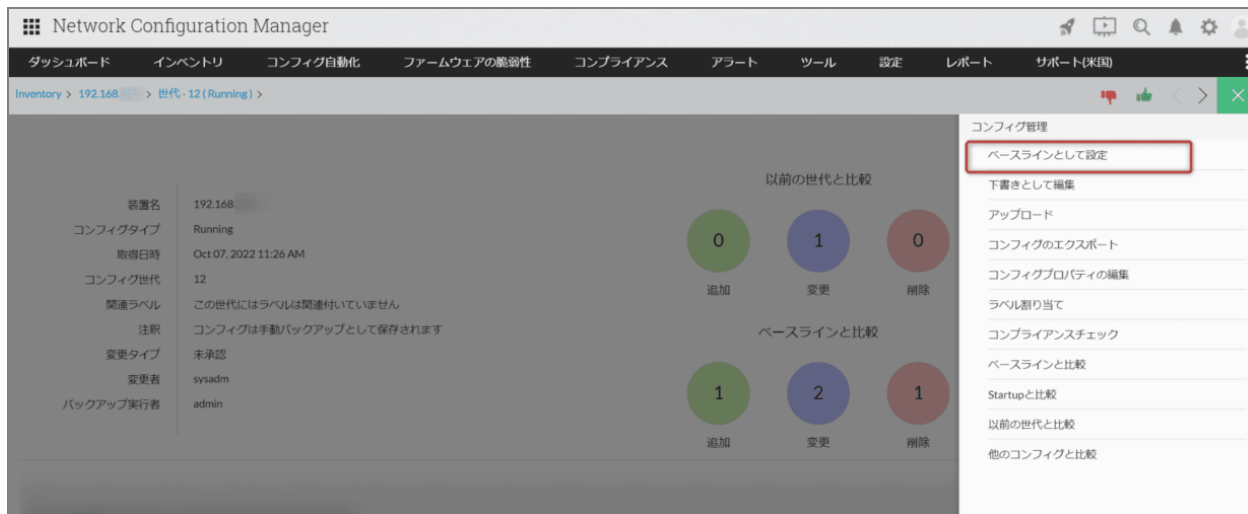 Network Configuration Manager
ダッシュボード インベントリ コンフィグ自動化 ファームウェアの脆弱性 コンプライアンス アラート ツール 設定 レポート サポート(米国)
Inventory > 192.168. > 世代 - 12 ( Running ) >
コンフィグ管理
ベースラインとして設定
下書きとして編集
アップロード
コンフィグのエクスポート
コンフィグプロパティの編集
ラベル割り当て
コンプライアンスチェック
ベースラインと比較
Startupと比較
以前の世代と比較
他のコンフィグと比較
装置名 192.168.
コンフィグタイプ Running
取得日時 Oct 07, 2022 11:26 AM
コンフィグ世代 12
関連ラベル この世代にはラベルは関連付いていません
注釈 コンフィグは手動バックアップとして保存されます
変更タイプ 未承認
変更者 sysadm
バックアップ実行者 admin
以前の世代と比較
0 1 0
追加 変更 削除
ベースラインと比較
1 2 1
追加 変更 削除